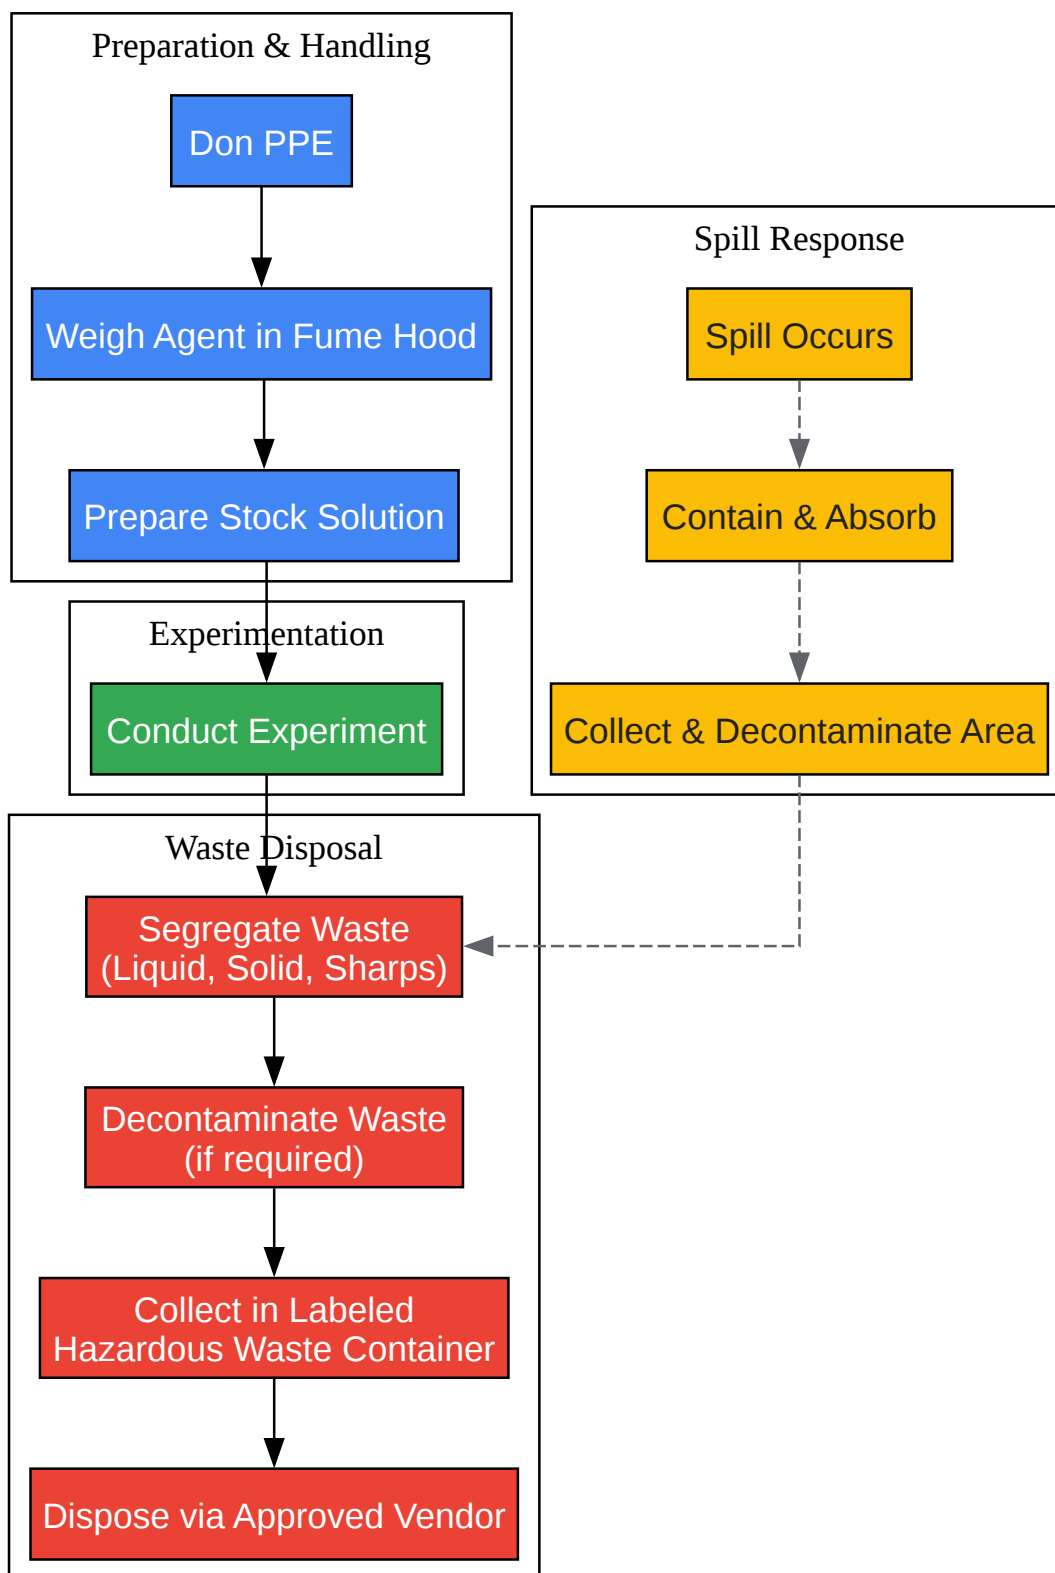 Preparation & Handling
Don PPE
Weigh Agent in Fume Hood
Prepare Stock Solution
Experimentation
Conduct Experiment
Spill Response
Spill Occurs
Contain & Absorb
Collect & Decontaminate Area
Waste Disposal
Segregate Waste
(Liquid, Solid, Sharps)
Decontaminate Waste
(if required)
Collect in Labeled
Hazardous Waste Container
Dispose via Approved Vendor